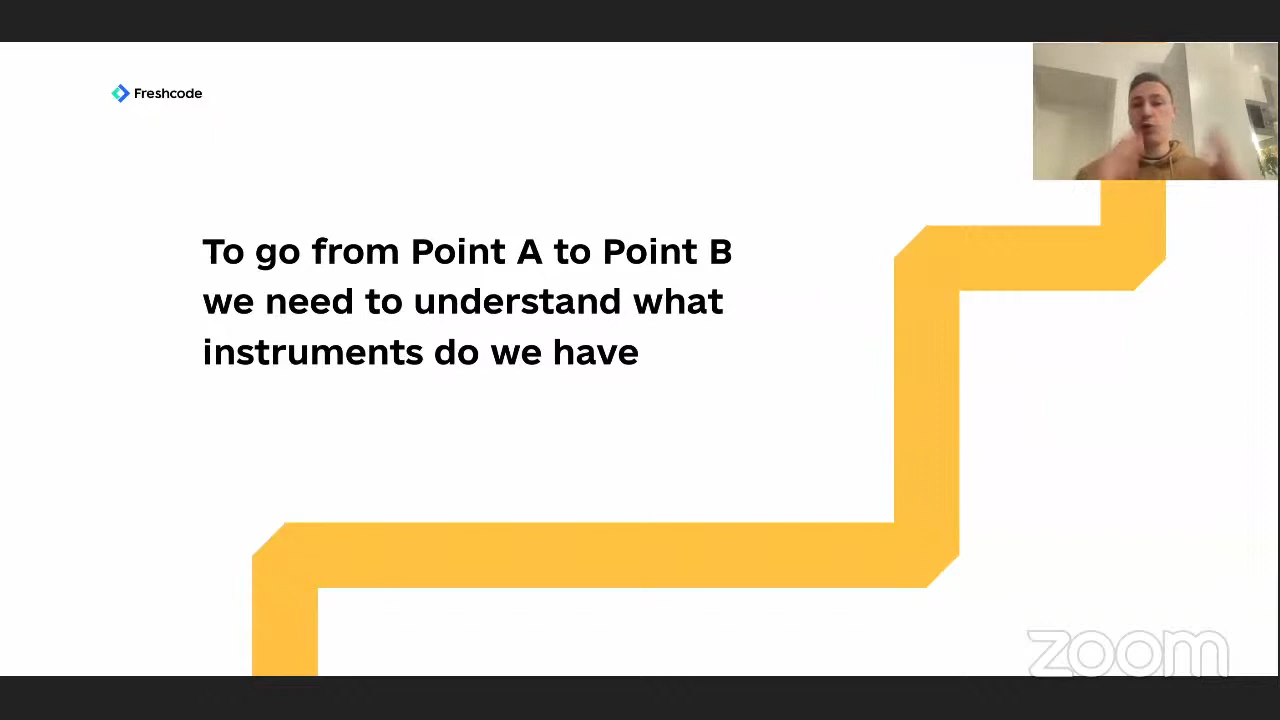 Freshcode
To go from Point A to Point B
we need to understand what
instruments do we have
zoom